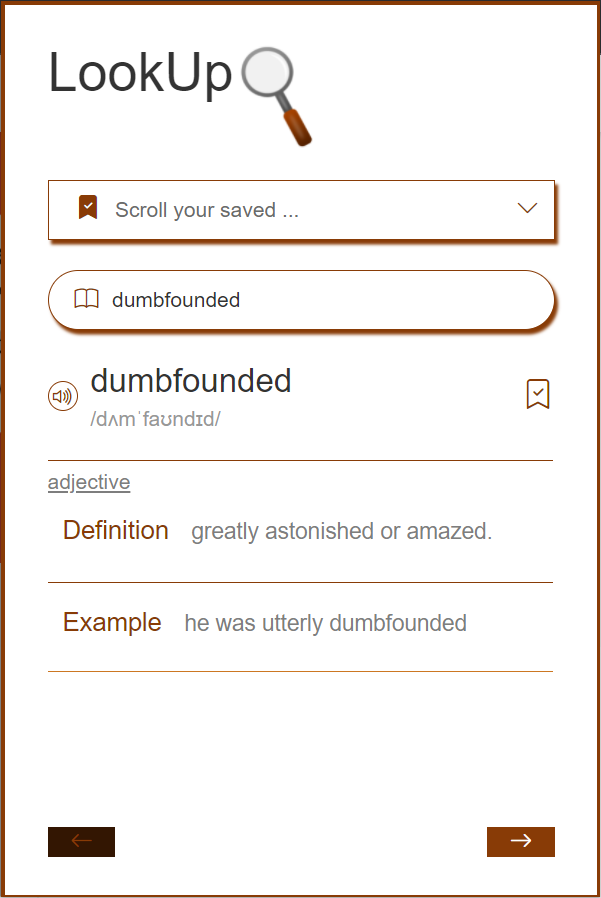 LookUp
Scroll your saved ...
dumbfounded
dumbfounded
/dʌmˈfaʊndɪd/
adjective
Definition greatly astonished or amazed.
Example he was utterly dumbfounded